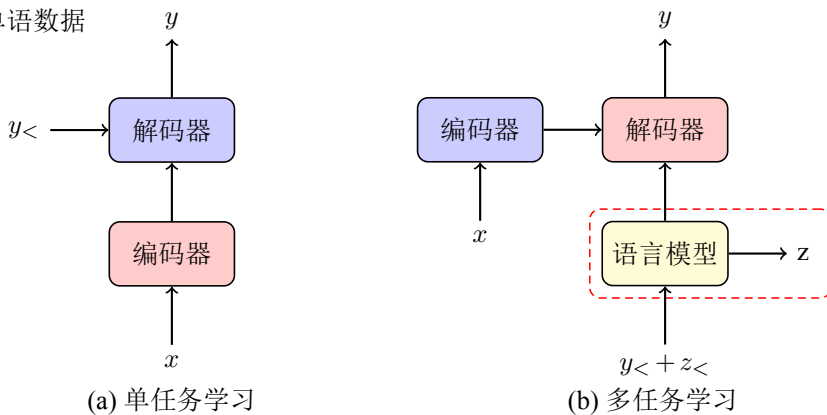 语数据
y
y
y<
解码器
编码器
解码器
编码器
x
语言模型
z
x
y< + z<
(a) 单任务学习
(b) 多任务学习